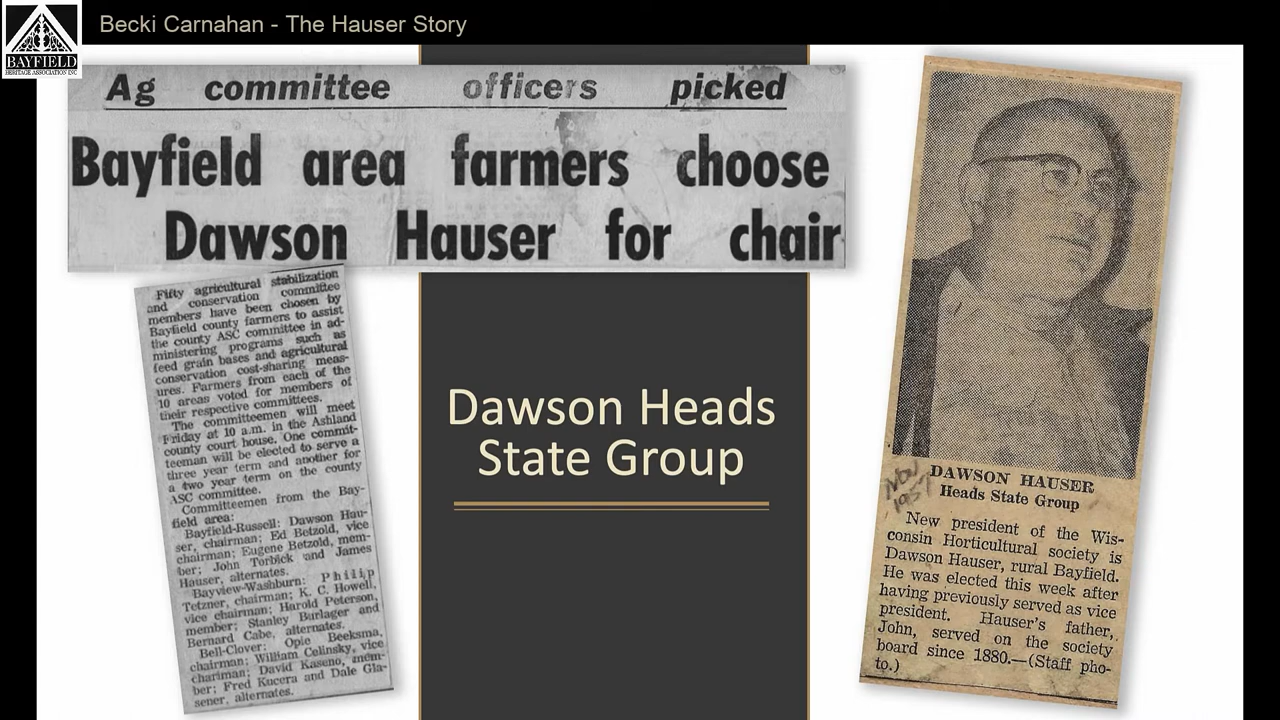 Becki Carnahan - The Hauser Story
BAYFIELD
HERITAGE ASSOCIATION INC
Ag committee officers picked
Bayfield area farmers choose
Dawson Hauser for chair
Fifty agricultural stabilization
and conservation committee
members have been chosen by
Bayfield county farmers to assist
the county ASC committee in ad-
ministering programs such as
feed grain bases and agricultural
conservation cost-sharing meas-
ures. Farmers from each of the
10 areas voted for members of
their respective committees.
The committeemen will meet
Friday at 10 a.m. in the Ashland
county court house. One commit-
teeman will be elected to serve a
three year term and another for
a two year term on the county
ASC committee.
Committeemen from the Bay-
field area:
Bayfield-Russell: Dawson Hau-
ser, chairman; Ed Betzold, vice
chairman; Eugene Betzold, mem-
ber; John Torbick and James
Hauser, alternates.
Bayview-Washburn: Philip
Tetzner, chairman; K. C. Howell,
vice chairman; Harold Peterson,
member; Stanley Burlager and
Bernard Cabe, alternates.
Bell-Clover: Opie Beeksma,
chairman; William Celinsky, vice
chariman; David Kaseno, mem-
ber; Fred Kucera and Dale Gla-
sener, alternates.
Dawson Heads
State Group
Nov
DAWSON HAUSER
Heads State Group
New president of the Wis-
consin Horticultural society is
Dawson Hauser, rural Bayfield.
He was elected this week after
having previously served as vice
president. Hauser's father,
John, served on the society
board since 1880.—(Staff pho-
to.)